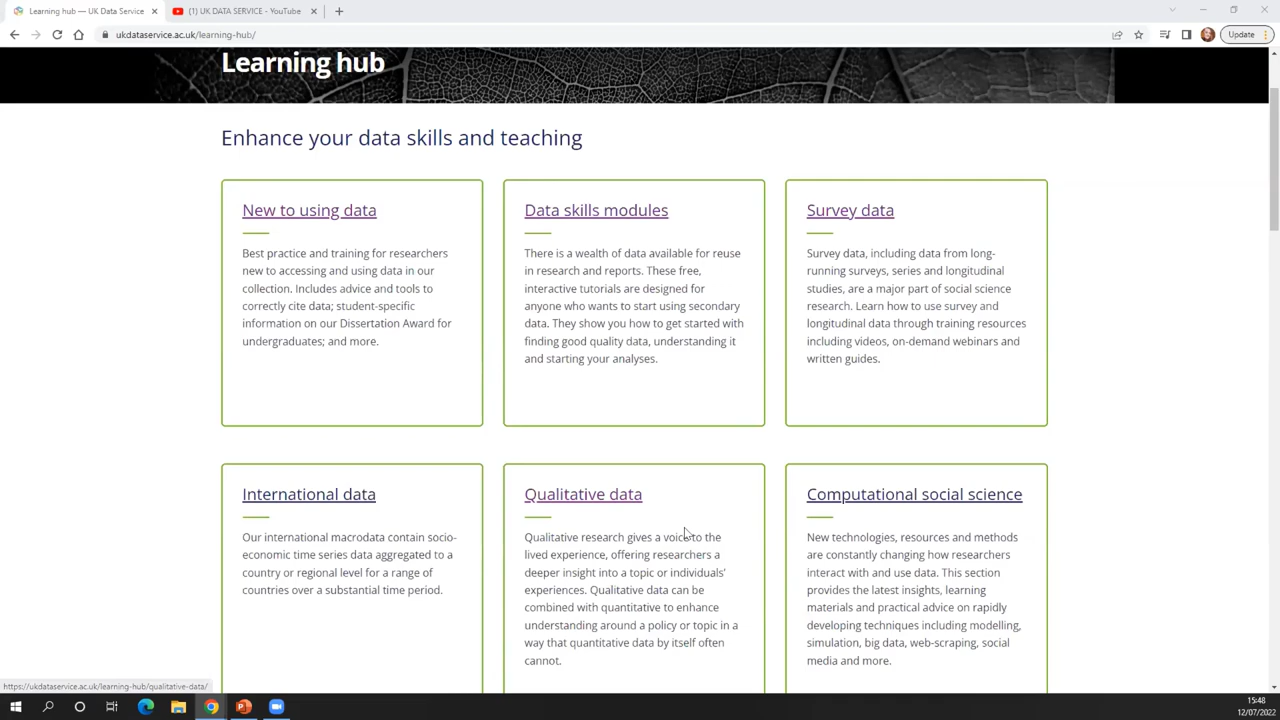 Learning hub — UK Data Service
(1) UK DATA SERVICE - YouTube
ukdataservice.ac.uk/learning-hub/
Update
Learning hub
Enhance your data skills and teaching
New to using data
Best practice and training for researchers
new to accessing and using data in our
collection. Includes advice and tools to
correctly cite data; student-specific
information on our Dissertation Award for
undergraduates; and more.
Data skills modules
There is a wealth of data available for reuse
in research and reports. These free,
interactive tutorials are designed for
anyone who wants to start using secondary
data. They show you how to get started with
finding good quality data, understanding it
and starting your analyses.
Survey data
Survey data, including data from long-
running surveys, series and longitudinal
studies, are a major part of social science
research. Learn how to use survey and
longitudinal data through training resources
including videos, on-demand webinars and
written guides.
International data
Our international macrodata contain socio-
economic time series data aggregated to a
country or regional level for a range of
countries over a substantial time period.
Qualitative data
Qualitative research gives a voice to the
lived experience, offering researchers a
deeper insight into a topic or individuals'
experiences. Qualitative data can be
combined with quantitative to enhance
understanding around a policy or topic in a
way that quantitative data by itself often
cannot.
Computational social science
New technologies, resources and methods
are constantly changing how researchers
interact with and use data. This section
provides the latest insights, learning
materials and practical advice on rapidly
developing techniques including modelling,
simulation, big data, web-scraping, social
media and more.
https://ukdataservice.ac.uk/learning-hub/qualitative-data/
15:48
12/07/2022